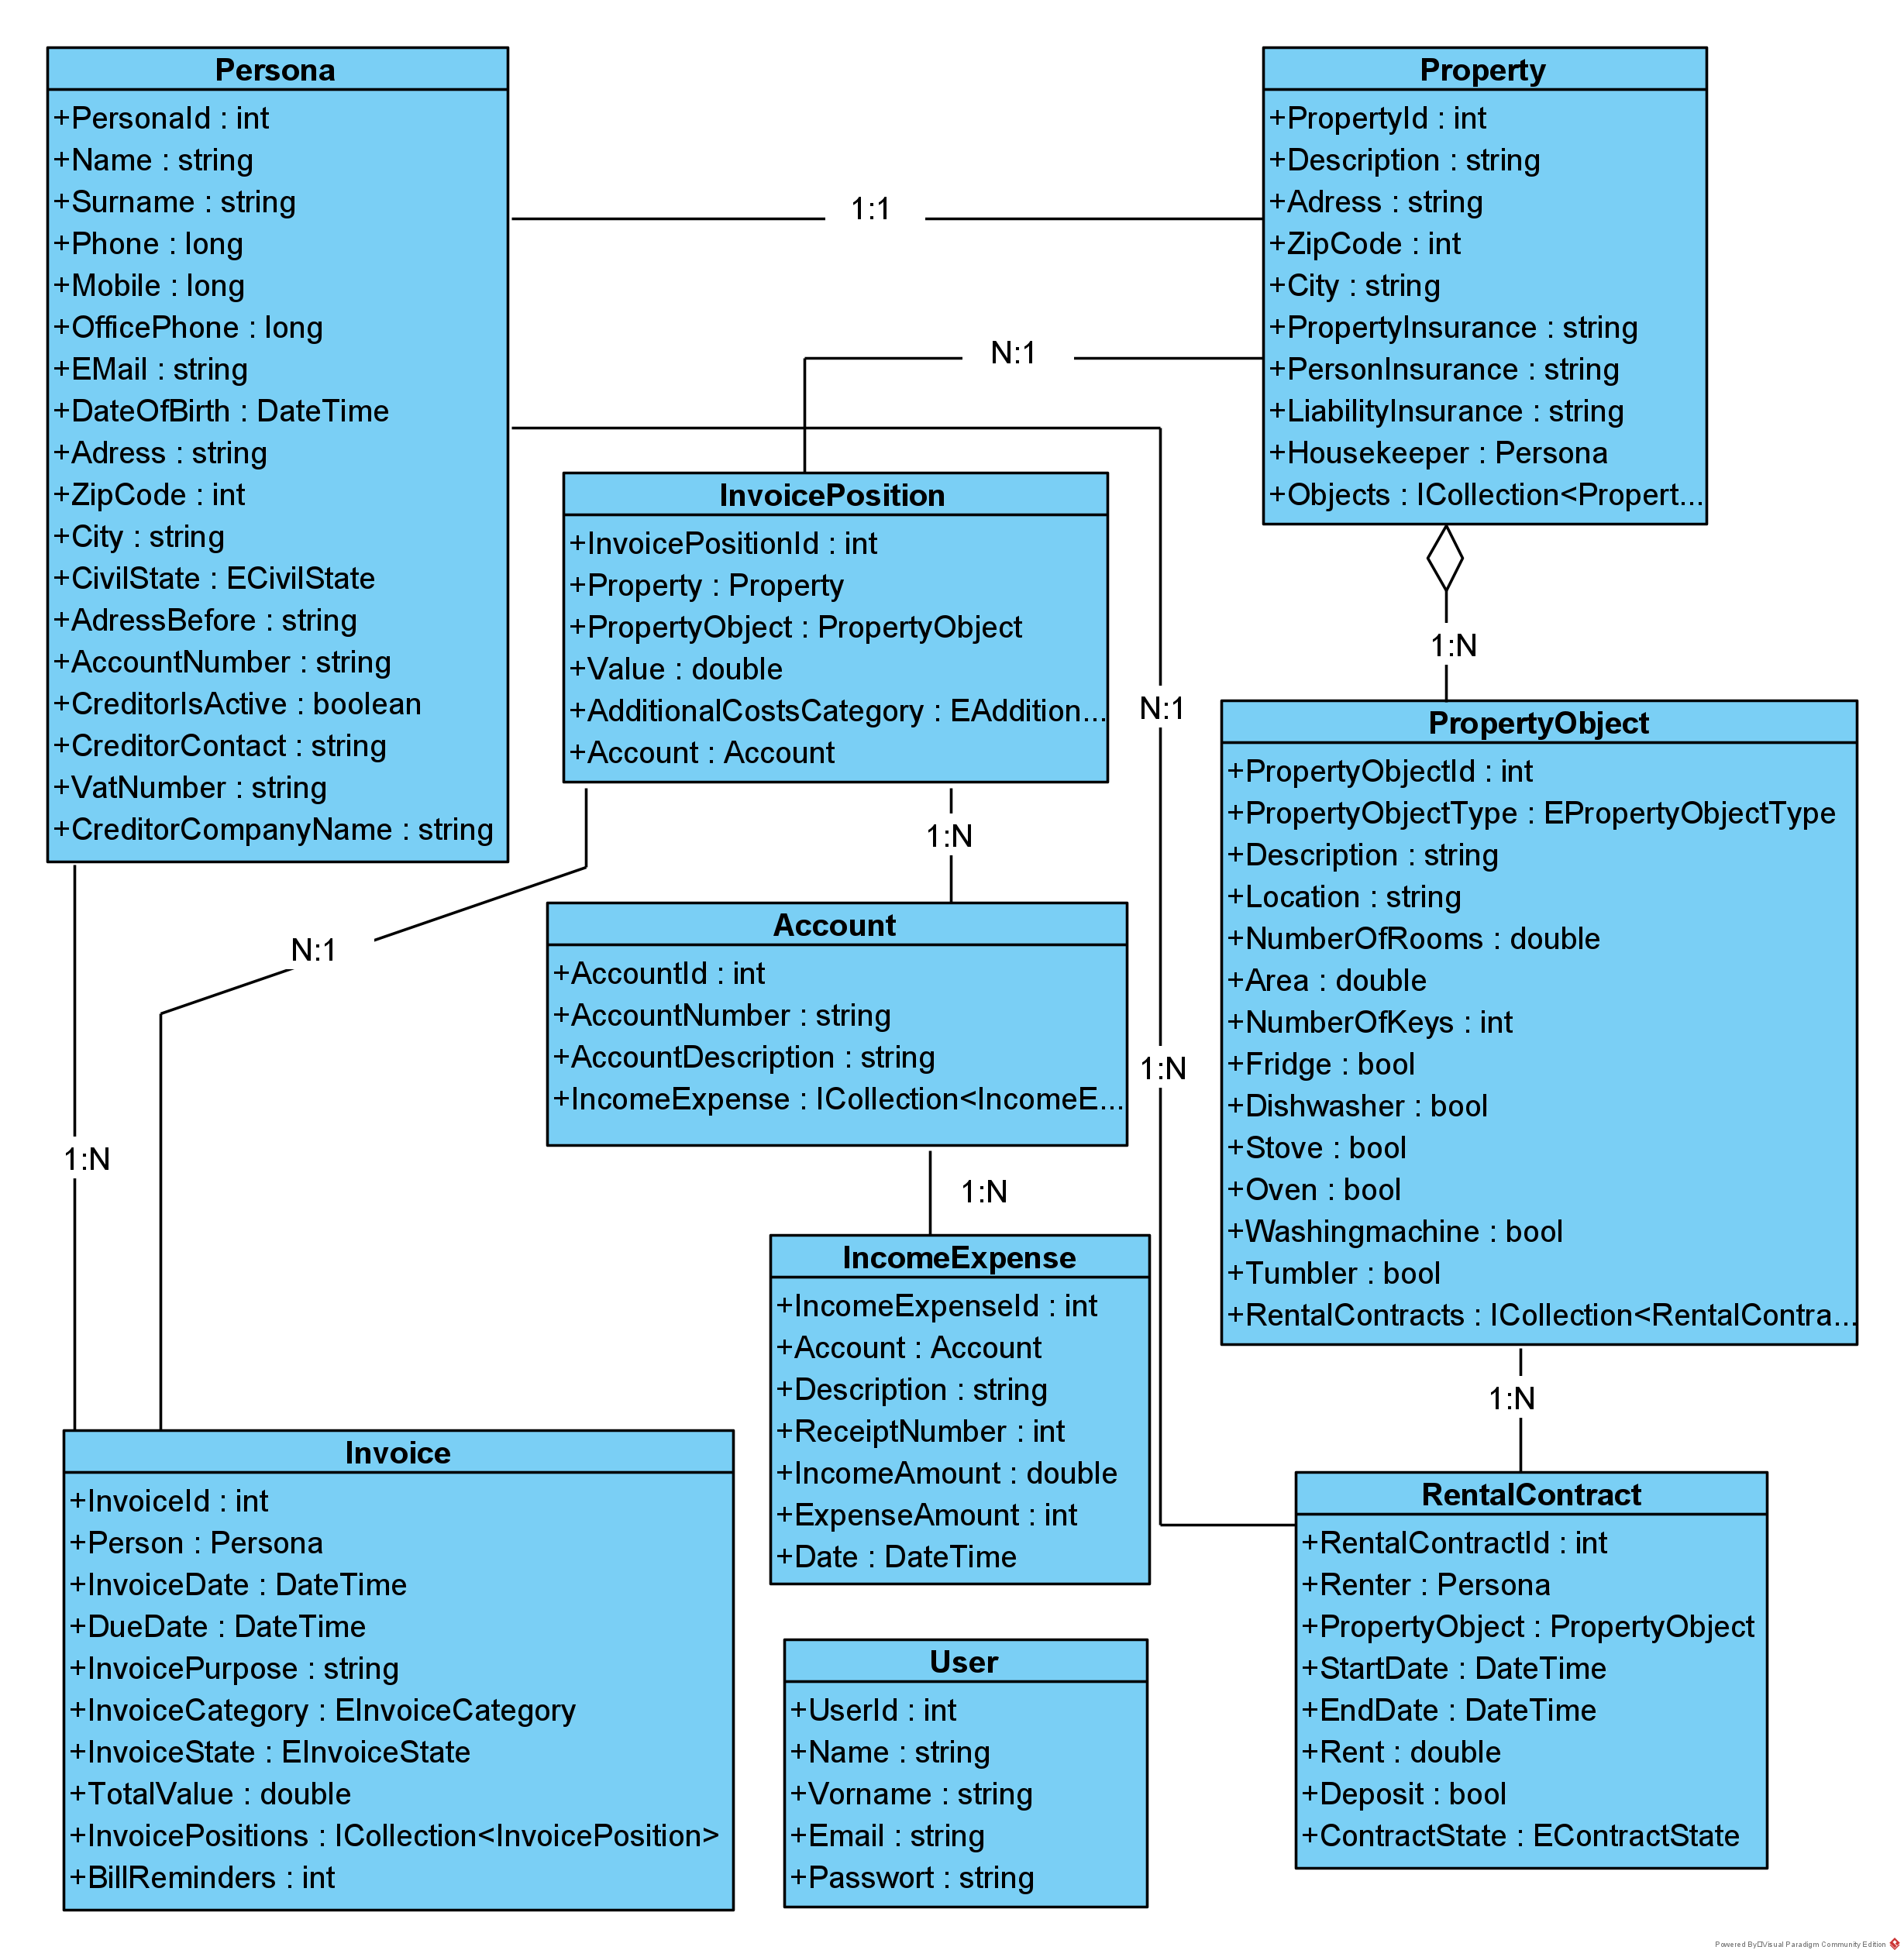 Persona
+PersonaId : int
+Name : string
+Surname : string
+Phone : long
+Mobile : long
+OfficePhone : long
+EMail : string
+DateOfBirth : DateTime
+Adress : string
+ZipCode : int
+City : string
+CivilState : ECivilState
+AdressBefore : string
+AccountNumber : string
+CreditorIsActive : boolean
+CreditorContact : string
+VatNumber : string
+CreditorCompanyName : string
1:1
N:1
Property
+PropertyId : int
+Description : string
+Adress : string
+ZipCode : int
+City : string
+PropertyInsurance : string
+PersonInsurance : string
+LiabilityInsurance : string
+Housekeeper : Persona
+Objects : ICollection<Propert...
InvoicePosition
+InvoicePositionId : int
+Property : Property
+PropertyObject : PropertyObject
+Value : double
+AdditionalCostsCategory : EAddition...
+Account : Account
N:1
1:N
1:N
PropertyObject
+PropertyObjectId : int
+PropertyObjectType : EPropertyObjectType
+Description : string
+Location : string
+NumberOfRooms : double
+Area : double
+NumberOfKeys : int
+Fridge : bool
+Dishwasher : bool
+Stove : bool
+Oven : bool
+Washingmachine : bool
+Tumbler : bool
+RentalContracts : ICollection<RentalContra...
1:N
N:1
Account
+AccountId : int
+AccountNumber : string
+AccountDescription : string
+IncomeExpense : ICollection<IncomeE...
1:N
1:N
1:N
IncomeExpense
+IncomeExpenseId : int
+Account : Account
+Description : string
+ReceiptNumber : int
+IncomeAmount : double
+ExpenseAmount : int
+Date : DateTime
1:N
Invoice
+InvoiceId : int
+Person : Persona
+InvoiceDate : DateTime
+DueDate : DateTime
+InvoicePurpose : string
+InvoiceCategory : EInvoiceCategory
+InvoiceState : EInvoiceState
+TotalValue : double
+InvoicePositions : ICollection<InvoicePosition>
+BillReminders : int
User
+UserId : int
+Name : string
+Vorname : string
+Email : string
+Passwort : string
RentalContract
+RentalContractId : int
+Renter : Persona
+PropertyObject : PropertyObject
+StartDate : DateTime
+EndDate : DateTime
+Rent : double
+Deposit : bool
+ContractState : EContractState
Powered By□Visual Paradigm Community Edition